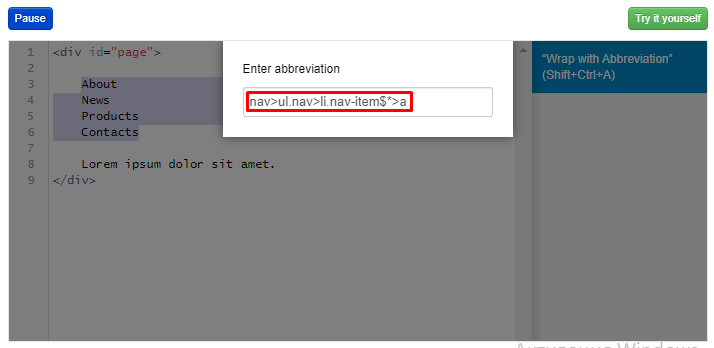 Pause
Try it yourself
Enter abbreviation
nav>ul.nav>li.nav-item$*>a
“Wrap with Abbreviation”
(Shift+Ctrl+A)
1 <div id="page">
2
3 About
4 News
5 Products
6 Contacts
7
8 Lorem ipsum dolor sit amet.
9 </div>